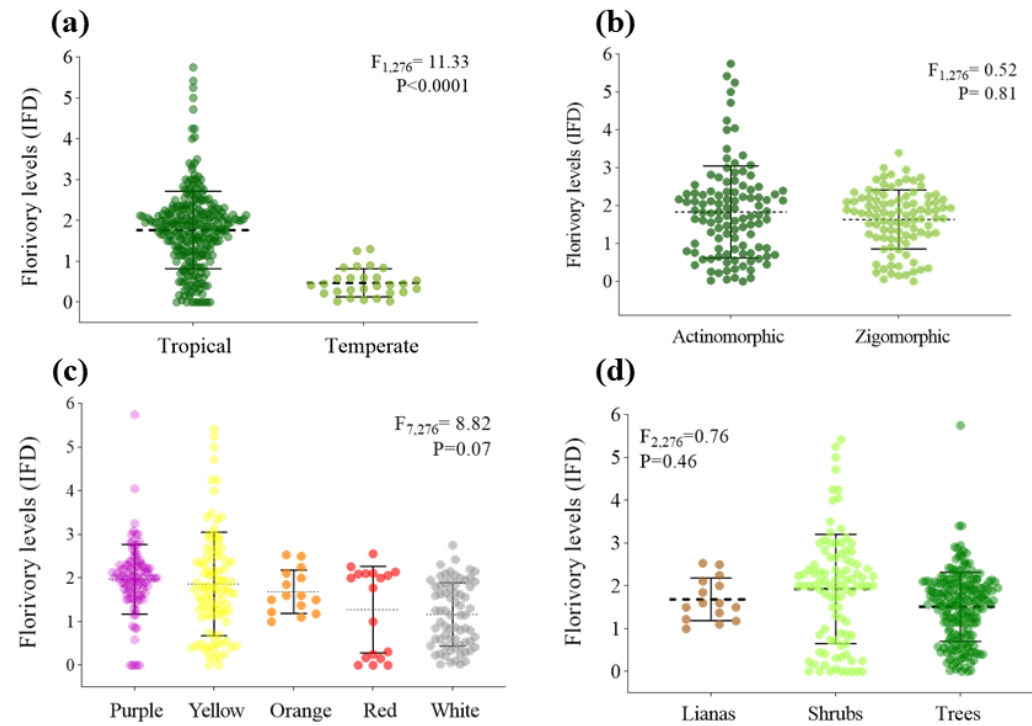 (a)
F1,276= 11.33
P<0.0001
Florivory levels (IFD)
6
5
4
3
2
1
0
Tropical Temperate
(b)
F1,276= 0.52
P= 0.81
Florivory levels (IFD)
6
5
4
3
2
1
0
Actinomorphic Zigomorphic
(c)
F7,276= 8.82
P=0.07
Florivory levels (IFD)
6
5
4
3
2
1
0
Purple Yellow Orange Red White
(d)
F2,276=0.76
P=0.46
Florivory levels (IFD)
6
5
4
3
2
1
0
Lianas Shrubs Trees